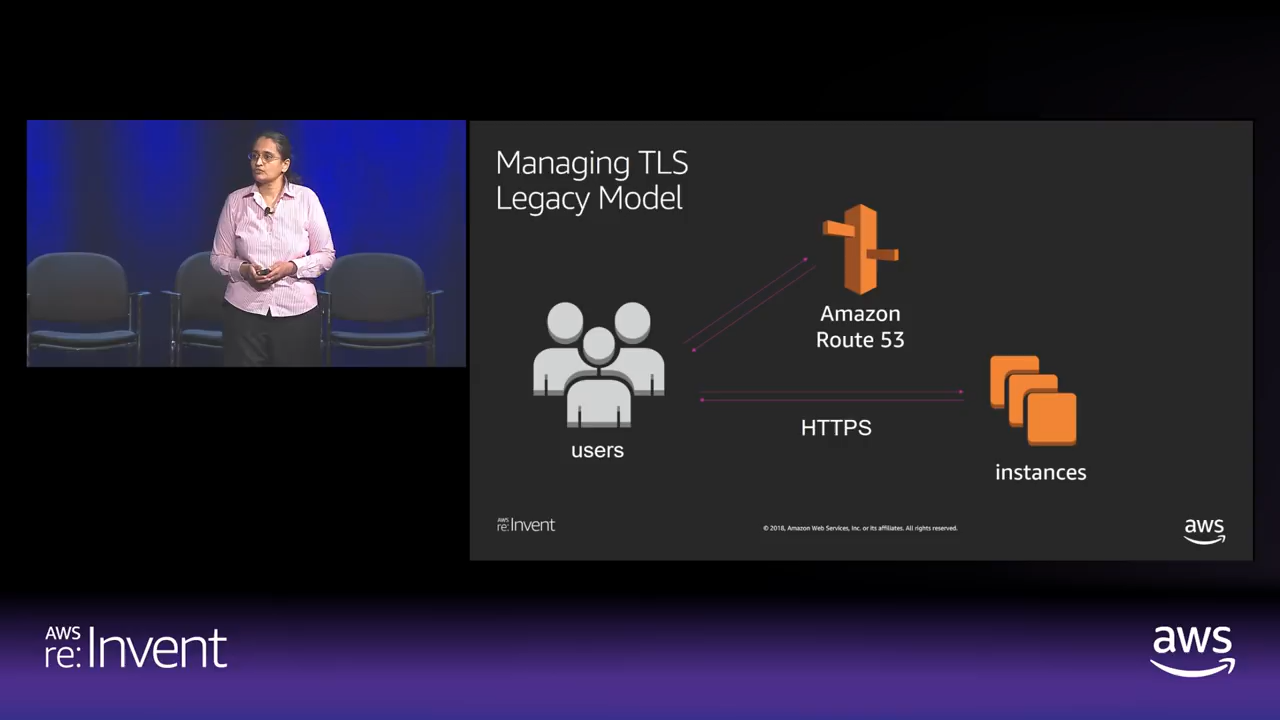 Managing TLS
Legacy Model
Amazon
Route 53
HTTPS
users
instances
AWS
re:Invent
© 2018, Amazon Web Services, Inc. or its affiliates. All rights reserved.
aws
AWS
re:Invent
aws